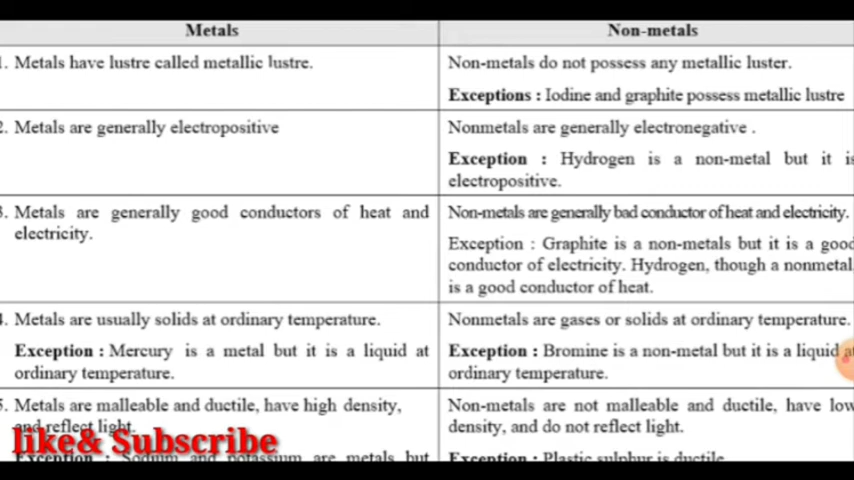 Metals
Non-metals
. Metals have lustre called metallic lustre.
Non-metals do not possess any metallic luster.
Exceptions : Iodine and graphite possess metallic lustre
2. Metals are generally electropositive
Nonmetals are generally electronegative .
Exception : Hydrogen is a non-metal but it is
electropositive.
3. Metals are generally good conductors of heat and
electricity.
Non-metals are generally bad conductor of heat and electricity.
Exception : Graphite is a non-metals but it is a good
conductor of electricity. Hydrogen, though a nonmetal,
is a good conductor of heat.
4. Metals are usually solids at ordinary temperature.
Exception : Mercury is a metal but it is a liquid at
ordinary temperature.
Nonmetals are gases or solids at ordinary temperature.
Exception : Bromine is a non-metal but it is a liquid at
ordinary temperature.
5. Metals are malleable and ductile, have high density,
and reflect light.
Exception : Sodium and potassium are metals but
Non-metals are not malleable and ductile, have low
density, and do not reflect light.
Exception : Plastic sulphur is ductile
like& Subscribe